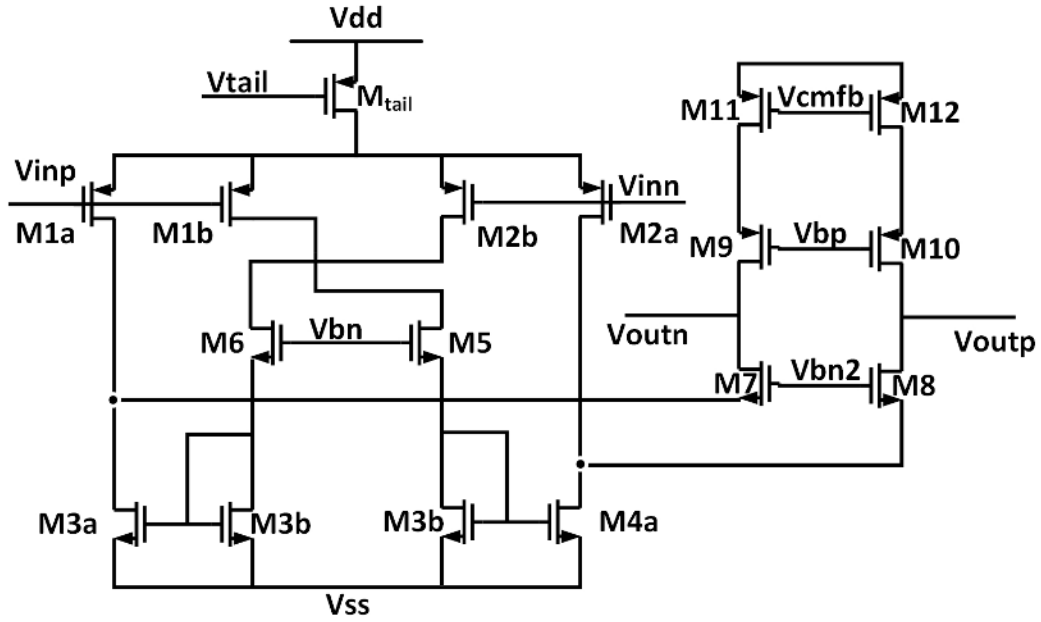 Vdd
Vtail
Mtail
M11
Vcmfb
M12
Vinp
Vinn
M1a
M1b
M2b
M2a
M9
Vbp
M10
M6
Vbn
M5
Voutn
Voutp
M7
Vbn2
M8
M3a
M3b
M3b
M4a
Vss